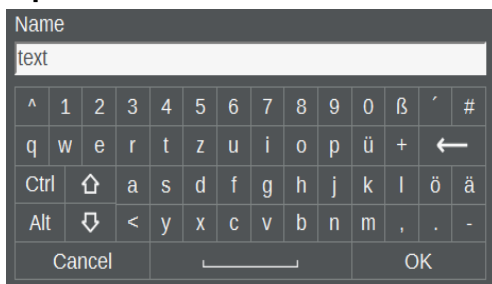 Name
text
^ 1 2 3 4 5 6 7 8 9 0 ß ´ #
q w e r t z u i o p ü + ←
Ctrl ⇧ a s d f g h j k l ö ä
Alt ⇩ < y x c v b n m , . -
Cancel OK